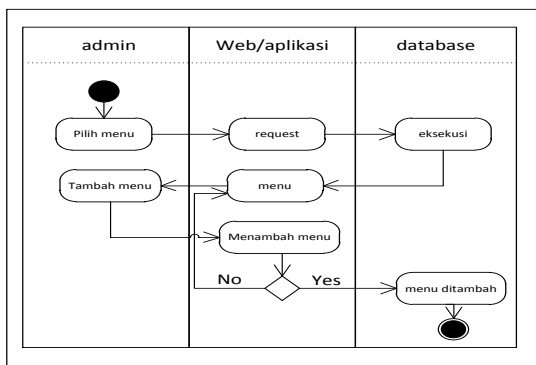 admin
Web/aplikasi
database
Pilih menu
request
eksekusi
Tambah menu
menu
Menambah menu
No
Yes
menu ditambah